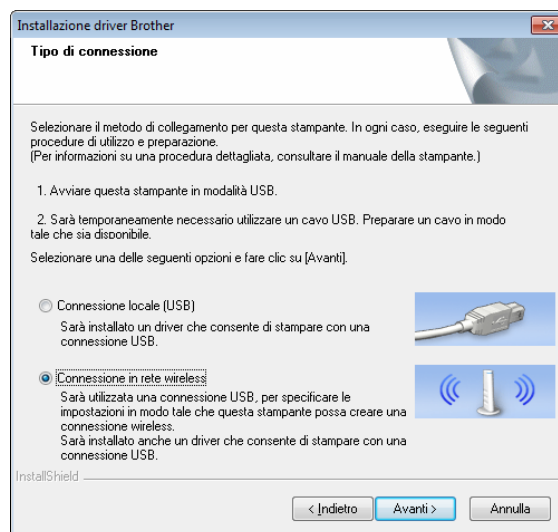 Installazione driver Brother
Tipo di connessione
Selezionare il metodo di collegamento per questa stampante. In ogni caso, eseguire le seguenti
procedure di utilizzo e preparazione.
(Per informazioni su una procedura dettagliata, consultare il manuale della stampante.)
1. Avviare questa stampante in modalità USB.
2. Sarà temporaneamente necessario utilizzare un cavo USB. Preparare un cavo in modo
tale che sia disponibile.
Selezionare una delle seguenti opzioni e fare clic su [Avanti].
Connessione locale (USB)
Sarà installato un driver che consente di stampare con una
connessione USB.
Connessione in rete wireless
Sarà utilizzata una connessione USB, per specificare le
impostazioni in modo tale che questa stampante possa creare una
connessione wireless.
Sarà installato anche un driver che consente di stampare con una
connessione USB.
InstallShield
< Indietro
Avanti >
Annulla